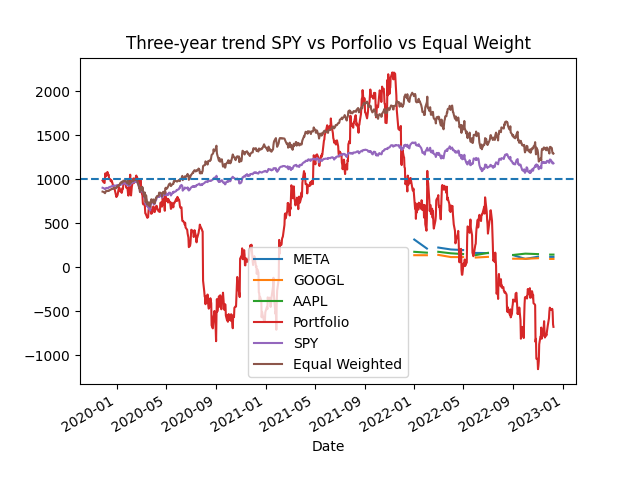 Three-year trend SPY vs Porfolio vs Equal Weight
2000
1500
1000
500
0
−500
−1000
META
GOOGL
AAPL
Portfolio
SPY
Equal Weighted
2020-01
2020-05
2020-09
2021-01
2021-05
2021-09
2022-01
2022-05
2022-09
2023-01
Date